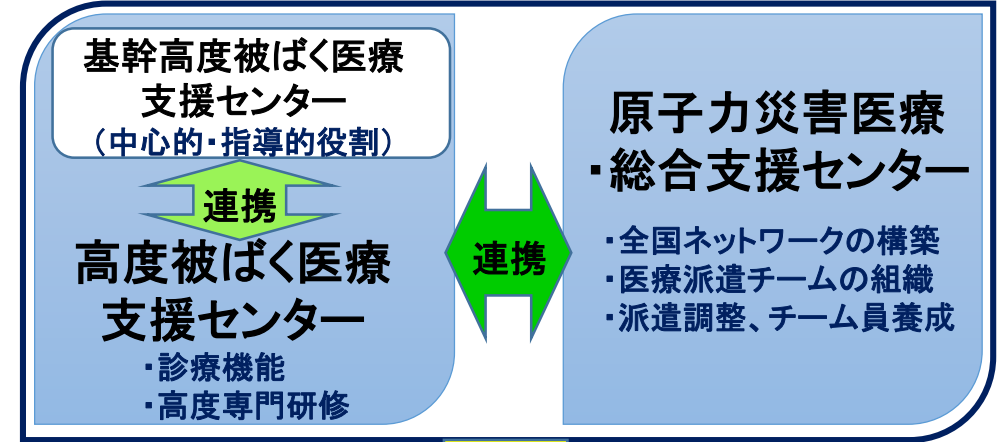 基幹高度被ばく医療
支援センター
（中心的・指導的役割）
連携
高度被ばく医療
支援センター
・診療機能
・高度専門研修
連携
原子力災害医療
・総合支援センター
・全国ネットワークの構築
・医療派遣チームの組織
・派遣調整、チーム員養成